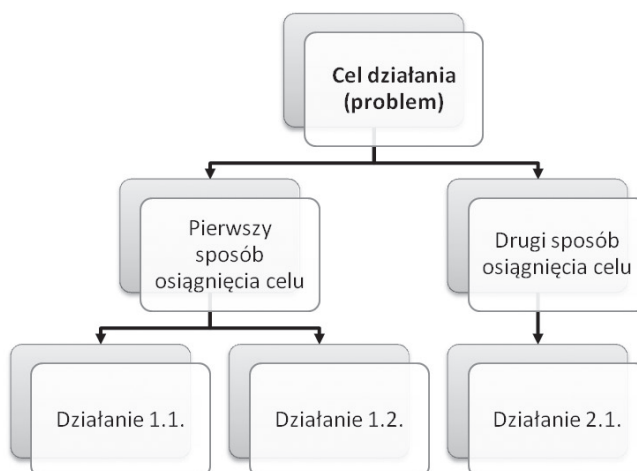 Cel działania
(problem)
Pierwszy
sposób
osiągnięcia celu
Drugi sposób
osiągnięcia celu
Działanie 1.1.
Działanie 1.2.
Działanie 2.1.